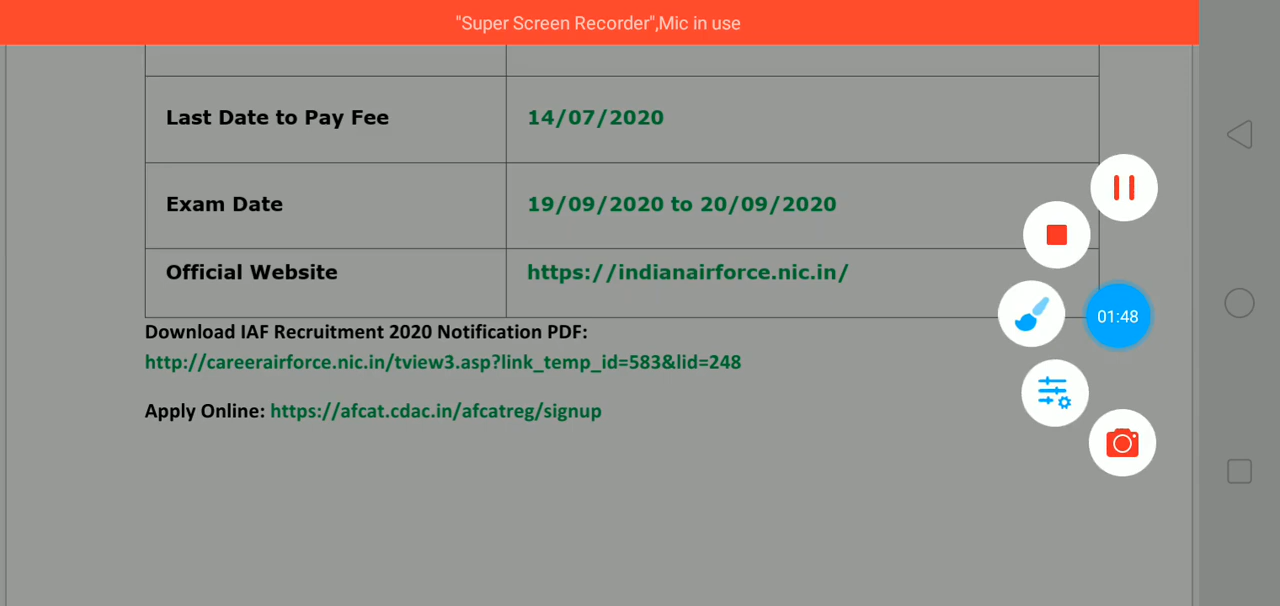 "Super Screen Recorder",Mic in use
Last Date to Pay Fee 14/07/2020
Exam Date 19/09/2020 to 20/09/2020
Official Website https://indianairforce.nic.in/
Download IAF Recruitment 2020 Notification PDF:
http://careerairforce.nic.in/tview3.asp?link_temp_id=583&lid=248
Apply Online: https://afcat.cdac.in/afcatreg/signup
01:48